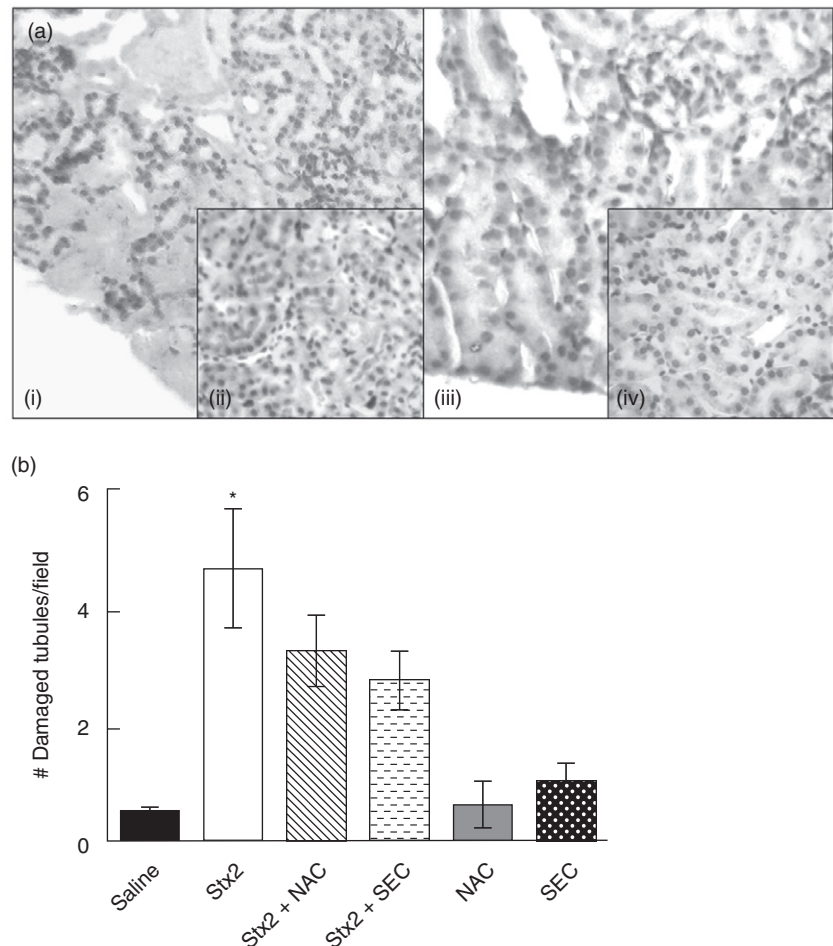 (a)
(i)
(ii)
(iii)
(iv)
(b)
# Damaged tubules/field
6
4
2
0
*
Saline
Stx2
Stx2 + NAC
Stx2 + SEC
NAC
SEC